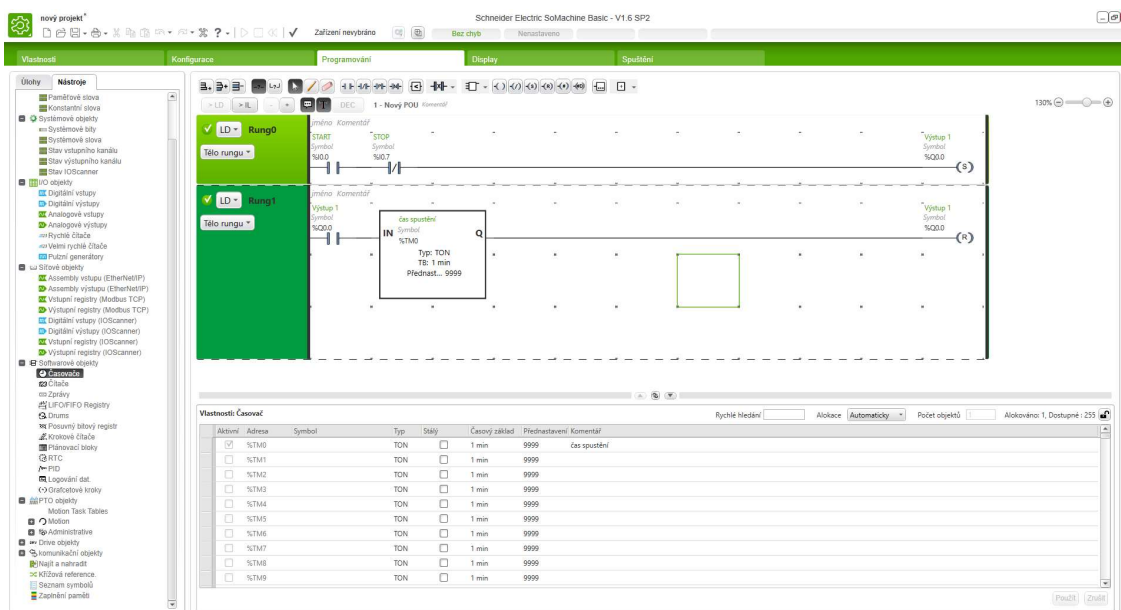 nový projekt*
Schneider Electric SoMachine Basic - V1.6 SP2
Zařízení nevybráno
Bez chyb
Nenastaveno
Vlastnosti
Konfigurace
Programování
Display
Spuštění
Úlohy
Nástroje
Paměťové slova
Konstantní slova
Systémové objekty
Systémové bity
Systémové slova
Stav vstupního kanálu
Stav výstupního kanálu
Stav IOScanner
I/O objekty
Digitální vstupy
Digitální výstupy
Analogové vstupy
Analogové výstupy
Rychlé čítače
Velmi rychlé čítače
Pulzní generátory
Síťové objekty
Assembly vstupu (EtherNet/IP)
Assembly výstupu (EtherNet/IP)
Vstupní registry (Modbus TCP)
Výstupní registry (Modbus TCP)
Digitální vstupy (IOScanner)
Digitální výstupy (IOScanner)
Vstupní registry (IOScanner)
Výstupní registry (IOScanner)
Softwarové objekty
Časovače
Čítače
Zprávy
LIFO/FIFO Registry
Drums
Posuvný bitový registr
Krokové čítače
Plánovací bloky
RTC
PID
Logování dat
Grafcetové kroky
PTO objekty
Motion Task Tables
Motion
Administrative
Drive objekty
komunikační objekty
Najít a nahradit
Křížová reference.
Seznam symbolů
Zaplnění paměti
> LD
> IL
-
+
DEC
1 - Nový POU Komentář
130%
LD
Rung0
Tělo rungu
jméno Komentář
START
Symbol
%I0.0
STOP
Symbol
%I0.7
Výstup 1
Symbol
%Q0.0
S
LD
Rung1
Tělo rungu
jméno Komentář
Výstup 1
Symbol
%Q0.0
čas spustění
IN
Symbol
Q
%TM0
Typ: TON
TB: 1 min
Přednast... 9999
Výstup 1
Symbol
%Q0.0
R
Vlastnosti: Časovač
Rychlé hledání
Alokace
Automaticky
Počet objektů
1
Alokováno: 1, Dostupné : 255
Aktivní Adresa Symbol Typ Stálý Časový základ Přednastavení Komentář
%TM0 TON 1 min 9999 čas spustění
%TM1 TON 1 min 9999
%TM2 TON 1 min 9999
%TM3 TON 1 min 9999
%TM4 TON 1 min 9999
%TM5 TON 1 min 9999
%TM6 TON 1 min 9999
%TM7 TON 1 min 9999
%TM8 TON 1 min 9999
%TM9 TON 1 min 9999
Použít
Zrušit